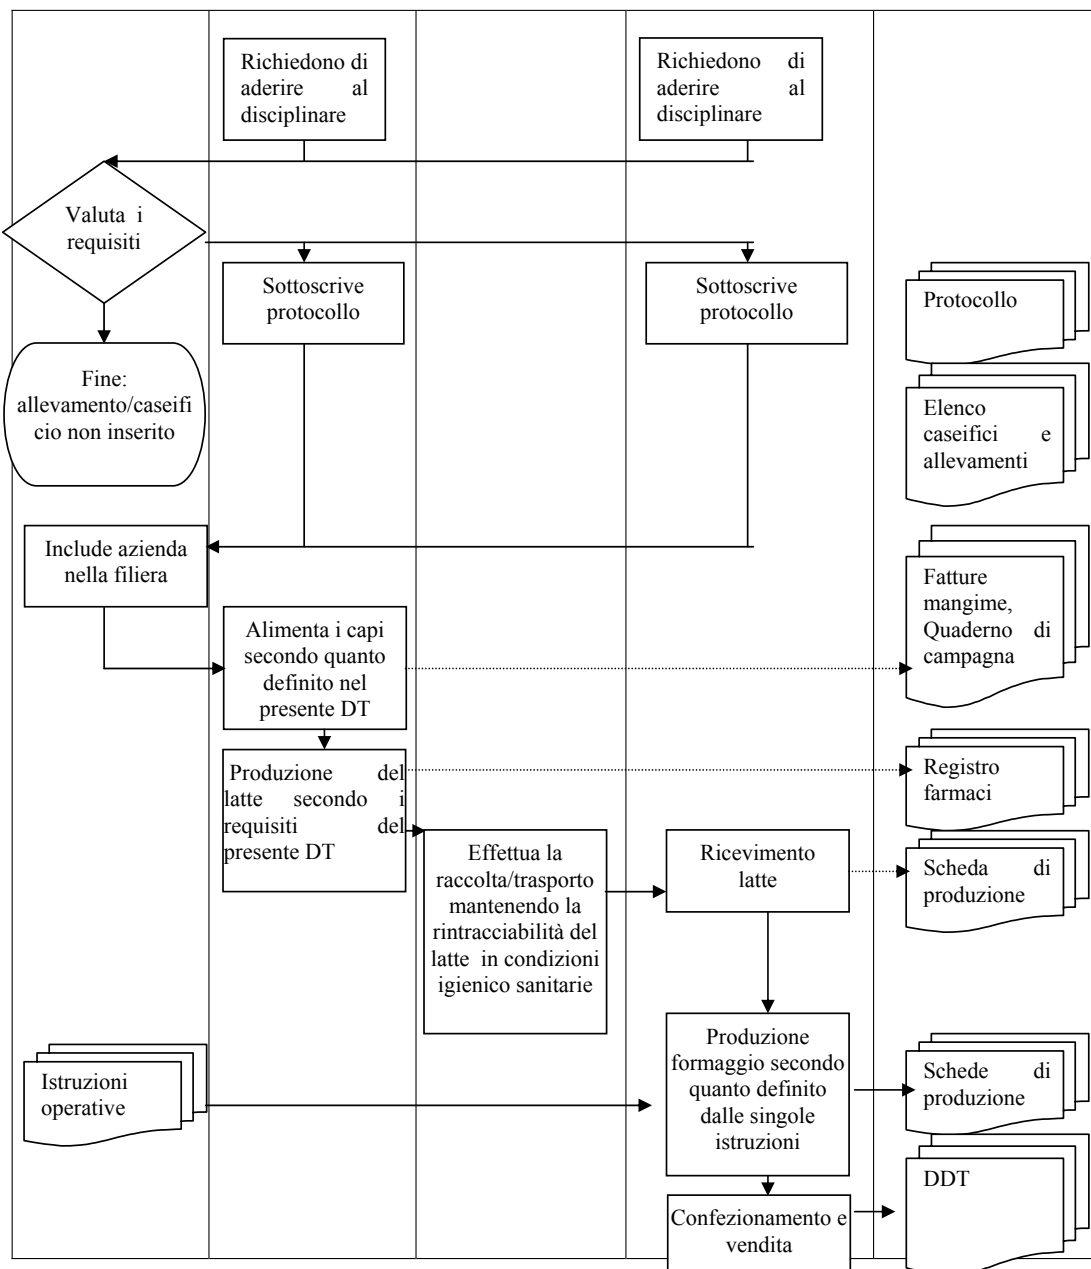 Richiedono di
aderire al
disciplinare
Richiedono di
aderire al
disciplinare
Valuta i
requisiti
Sottoscrive
protocollo
Sottoscrive
protocollo
Protocollo
Fine:
allevamento/caseifi
cio non inserito
Elenco
caseifici e
allevamenti
Include azienda
nella filiera
Fatture
mangime,
Quaderno di
campagna
Alimenta i capi
secondo quanto
definito nel
presente DT
Produzione del
latte secondo i
requisiti del
presente DT
Registro
farmaci
Effettua la
raccolta/trasporto
mantenendo la
rintracciabilità del
latte in condizioni
igienico sanitarie
Ricevimento
latte
Scheda di
produzione
Istruzioni
operative
Produzione
formaggio secondo
quanto definito
dalle singole
istruzioni
Schede di
produzione
Confezionamento e
vendita
DDT